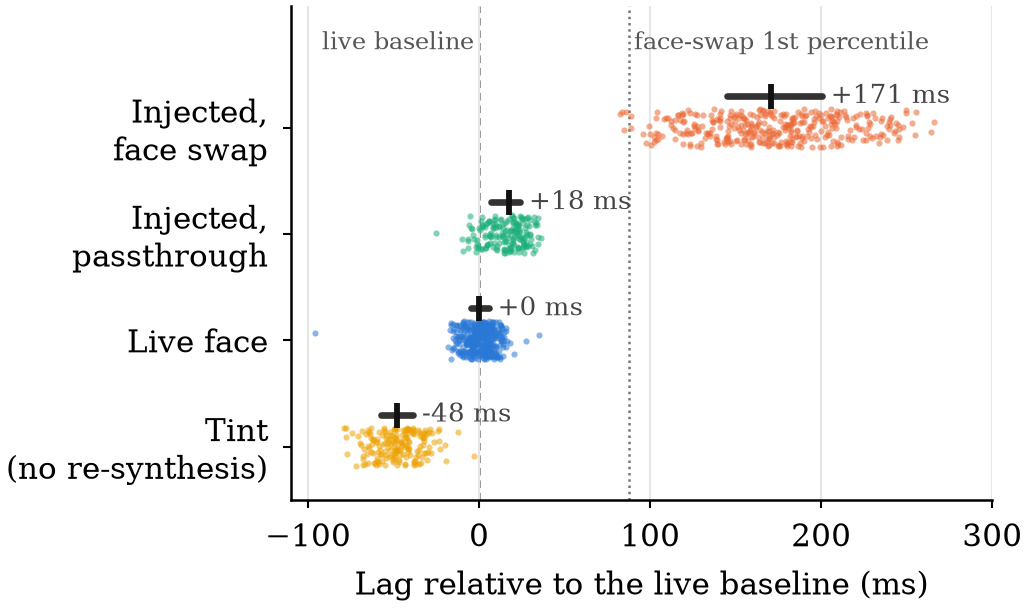 live baseline
face-swap 1st percentile
Injected,
face swap
+171 ms
Injected,
passthrough
+18 ms
Live face
+0 ms
Tint
(no re-synthesis)
-48 ms
−100
0
100
200
300
Lag relative to the live baseline (ms)